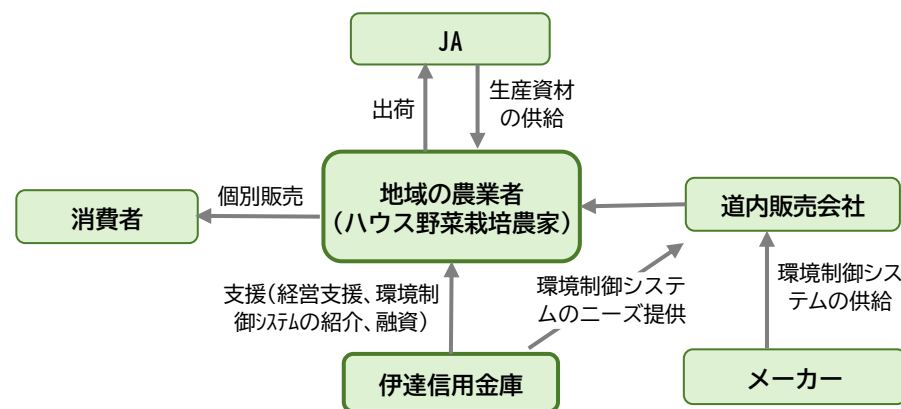 JA
出荷
生産資材
の供給
地域の農業者
（ハウス野菜栽培農家）
個別販売
消費者
道内販売会社
支援（経営支援、環境制
御ｼｽﾃﾑの紹介、融資）
環境制御システ
ムのニーズ提供
環境制御シス
テムの供給
伊達信用金庫
メーカー